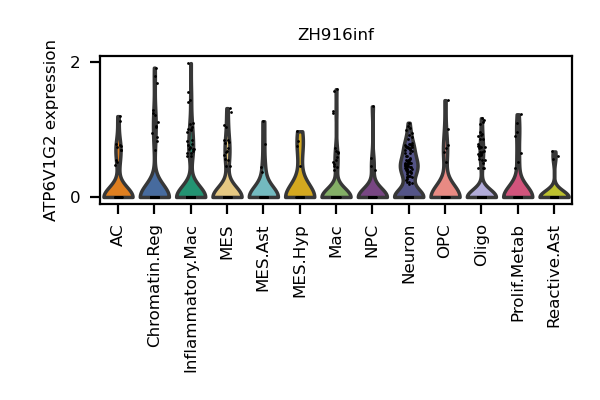 ZH916inf
ATP6V1G2 expression
2
0
AC
Chromatin.Reg
Inflammatory.Mac
MES
MES.Ast
MES.Hyp
Mac
NPC
Neuron
OPC
Oligo
Prolif.Metab
Reactive.Ast